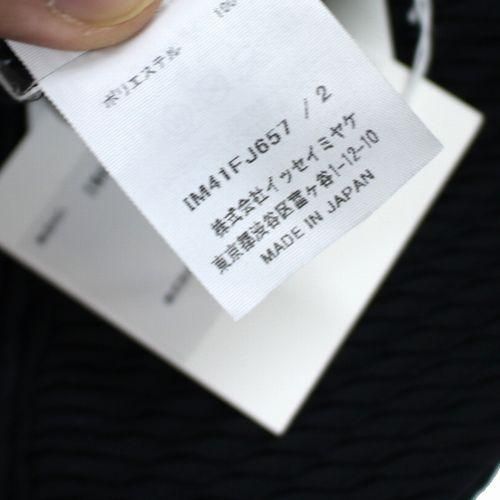 ポリエステル 100
IM41FJ657 / 2
株式会社イッセイミヤケ
東京都渋谷区富ケ谷1-12-10
MADE IN JAPAN